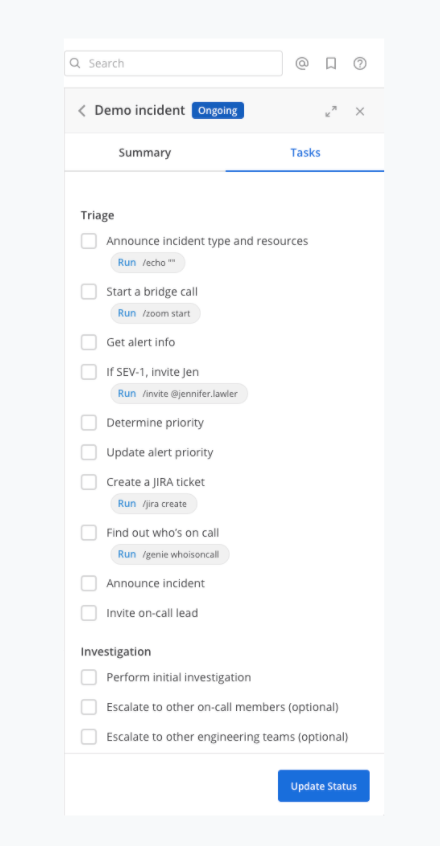 Search
Demo incident Ongoing
Summary Tasks
Triage
Announce incident type and resources
Run /echo ""
Start a bridge call
Run /zoom start
Get alert info
If SEV-1, invite Jen
Run /invite @jennifer.lawler
Determine priority
Update alert priority
Create a JIRA ticket
Run /jira create
Find out who's on call
Run /genie whoisoncall
Announce incident
Invite on-call lead
Investigation
Perform initial investigation
Escalate to other on-call members (optional)
Escalate to other engineering teams (optional)
Update Status